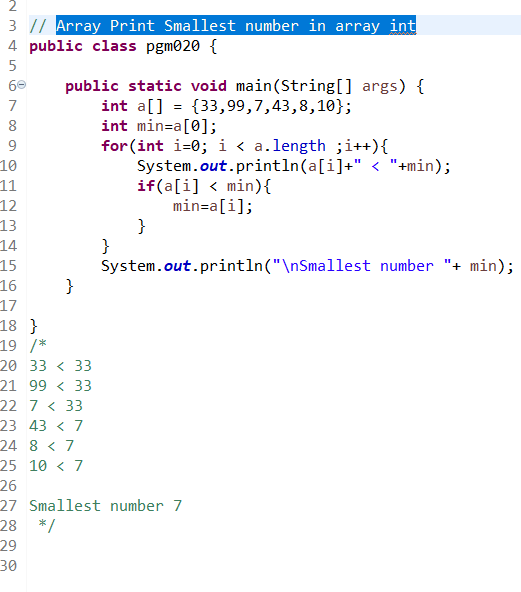 2
3 // Array Print Smallest number in array int
4 public class pgm020 {
5
6     public static void main(String[] args) {
7         int a[] = {33,99,7,43,8,10};
8         int min=a[0];
9         for(int i=0; i < a.length ;i++){
10             System.out.println(a[i]+" < "+min);
11             if(a[i] < min){
12                 min=a[i];
13             }
14         }
15         System.out.println("\nSmallest number "+ min);
16     }
17
18 }
19 /*
20 33 < 33
21 99 < 33
22 7 < 33
23 43 < 7
24 8 < 7
25 10 < 7
26
27 Smallest number 7
28  */
29
30